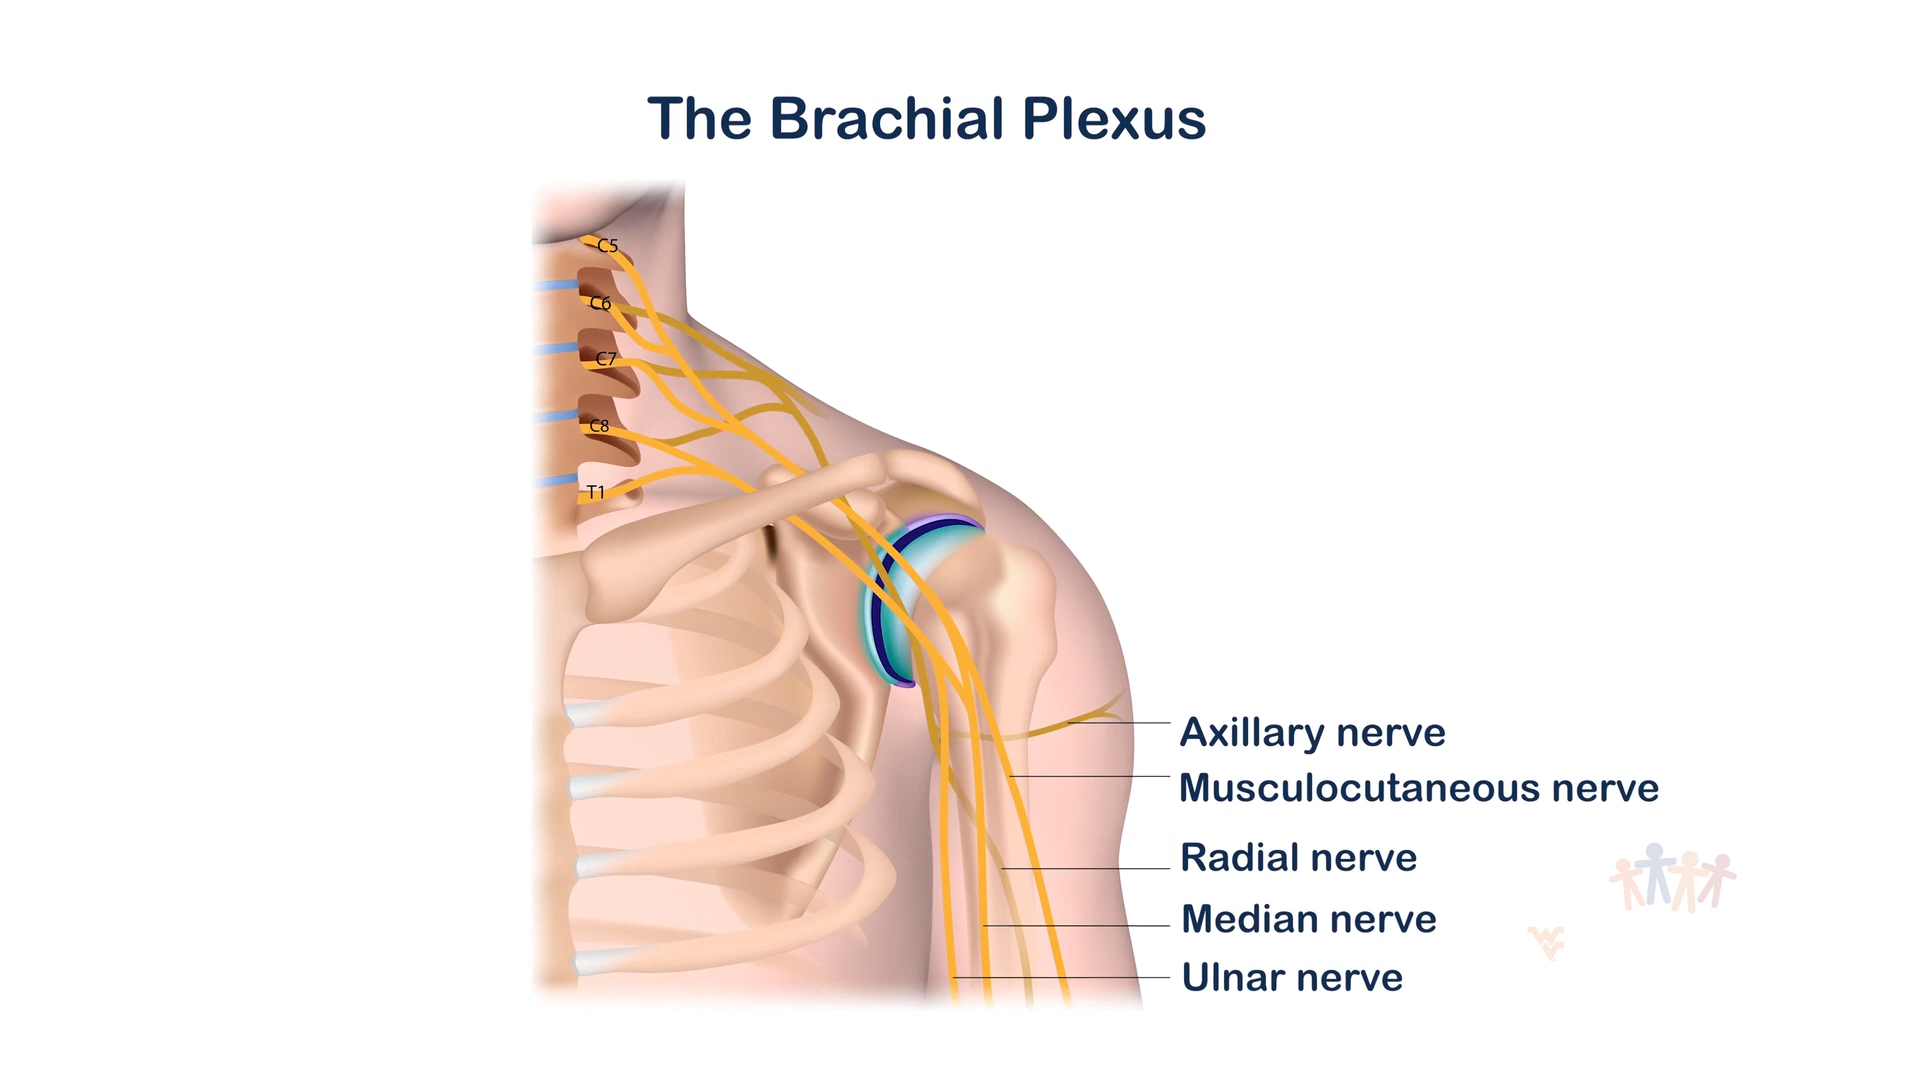 The Brachial Plexus
C5
C6
C7
C8
T1
Axillary nerve
Musculocutaneous nerve
Radial nerve
Median nerve
Ulnar nerve